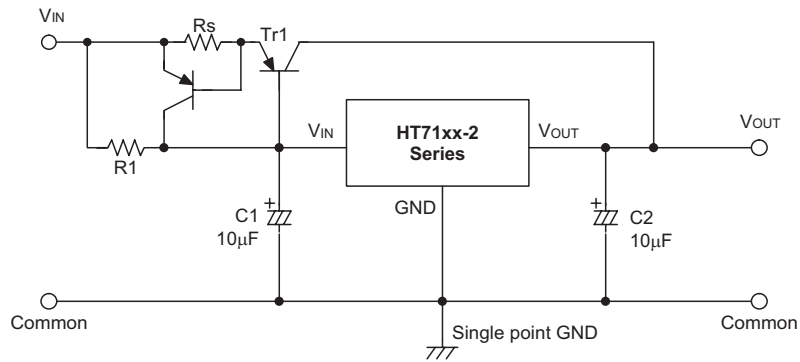 VIN
Rs
Tr1
R1
VIN
HT71xx-2
Series
VOUT
VOUT
GND
C1
10μF
C2
10μF
Common
Single point GND
Common